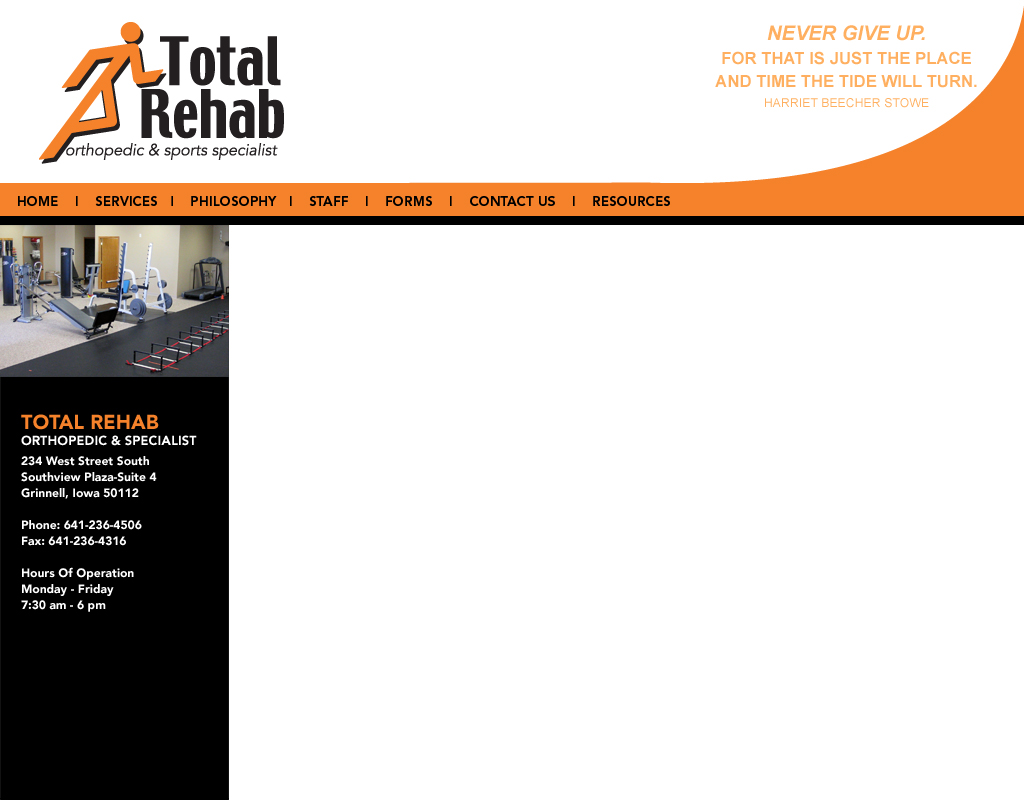 Total
Rehab
orthopedic & sports specialist
NEVER GIVE UP.
FOR THAT IS JUST THE PLACE
AND TIME THE TIDE WILL TURN.
HARRIET BEECHER STOWE
HOME | SERVICES | PHILOSOPHY | STAFF | FORMS | CONTACT US | RESOURCES
TOTAL REHAB
ORTHOPEDIC & SPECIALIST
234 West Street South
Southview Plaza-Suite 4
Grinnell, Iowa 50112
Phone: 641-236-4506
Fax: 641-236-4316
Hours Of Operation
Monday - Friday
7:30 am - 6 pm